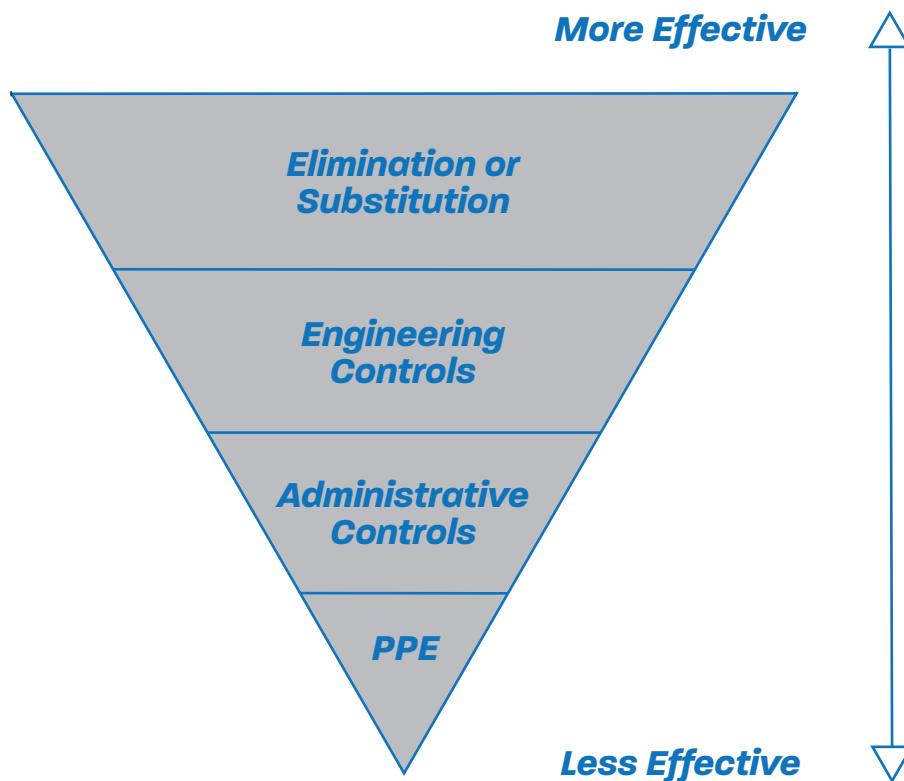 More Effective
Elimination or
Substitution
Engineering
Controls
Administrative
Controls
PPE
Less Effective